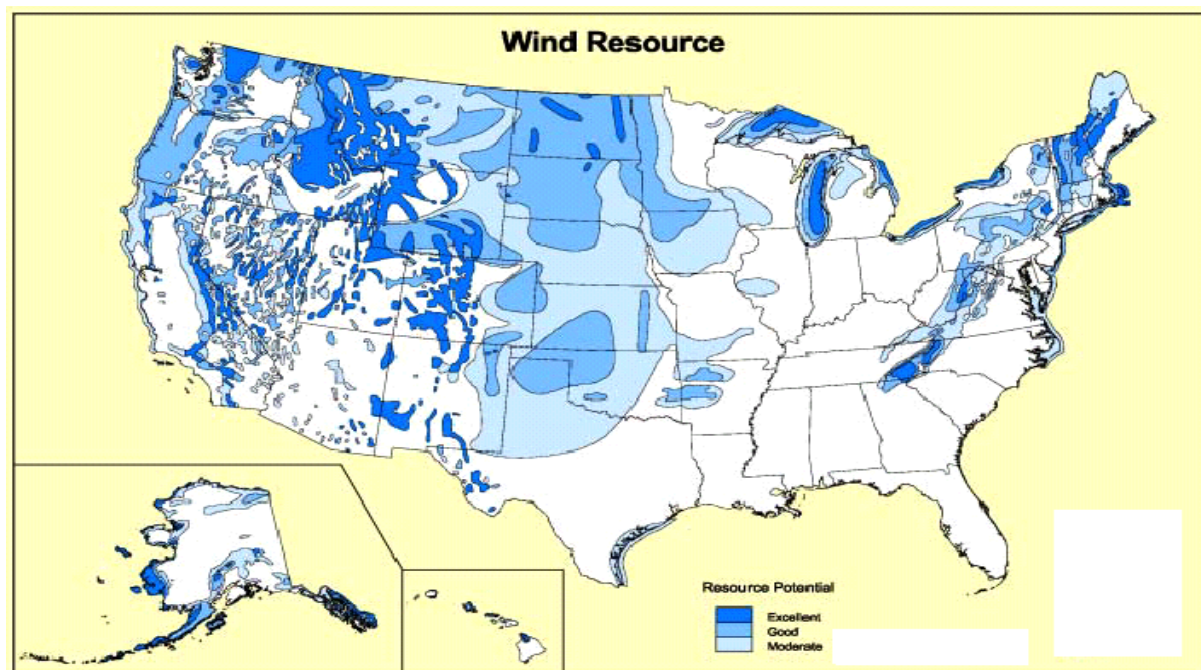 Wind Resource
Resource Potential
Excellent
Good
Moderate